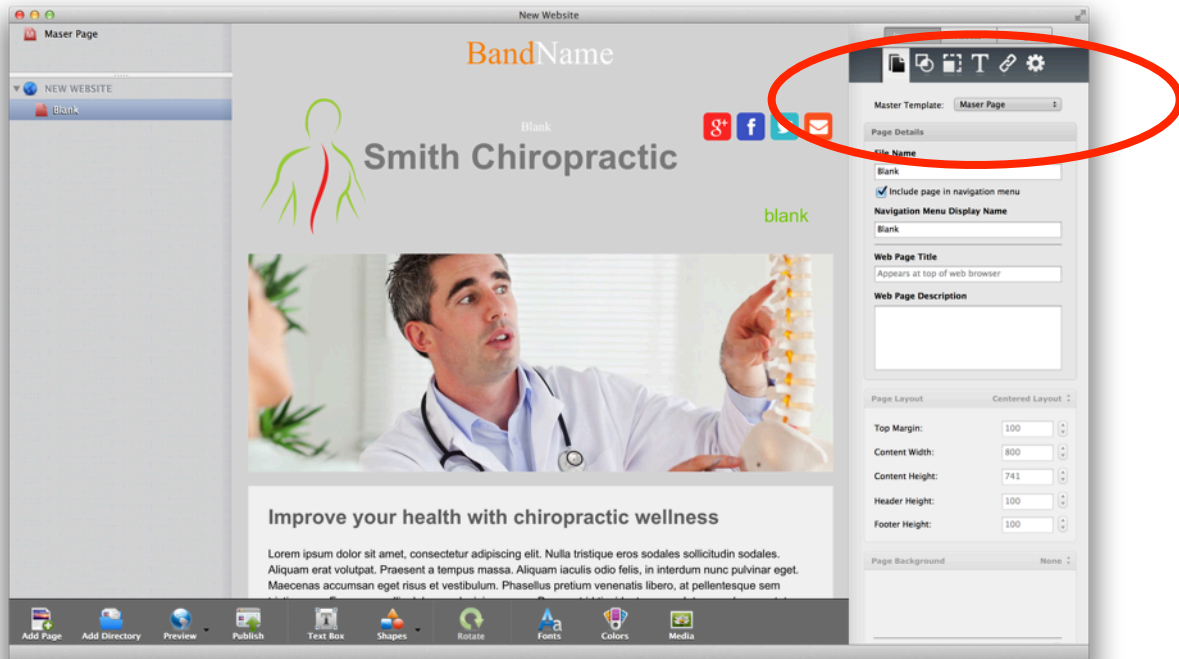 New Website
Maser Page
NEW WEBSITE
Blank
BandName
Blank
Smith Chiropractic
g+ f
blank
Improve your health with chiropractic wellness
Lorem ipsum dolor sit amet, consectetur adipiscing elit. Nulla tristique eros sodales sollicitudin sodales.
Aliquam erat volutpat. Praesent a tempus massa. Aliquam iaculis odio felis, in interdum nunc pulvinar eget.
Maecenas accumsan eget risus et vestibulum. Phasellus pretium venenatis libero, at pellentesque sem
T
Master Template: Maser Page
Page Details
File Name
Blank
Include page in navigation menu
Navigation Menu Display Name
Blank
Web Page Title
Appears at top of web browser
Web Page Description
Page Layout Centered Layout
Top Margin: 100
Content Width: 800
Content Height: 741
Header Height: 100
Footer Height: 100
Page Background None
Add Page Add Directory Preview Publish Text Box Shapes Rotate Fonts Colors Media